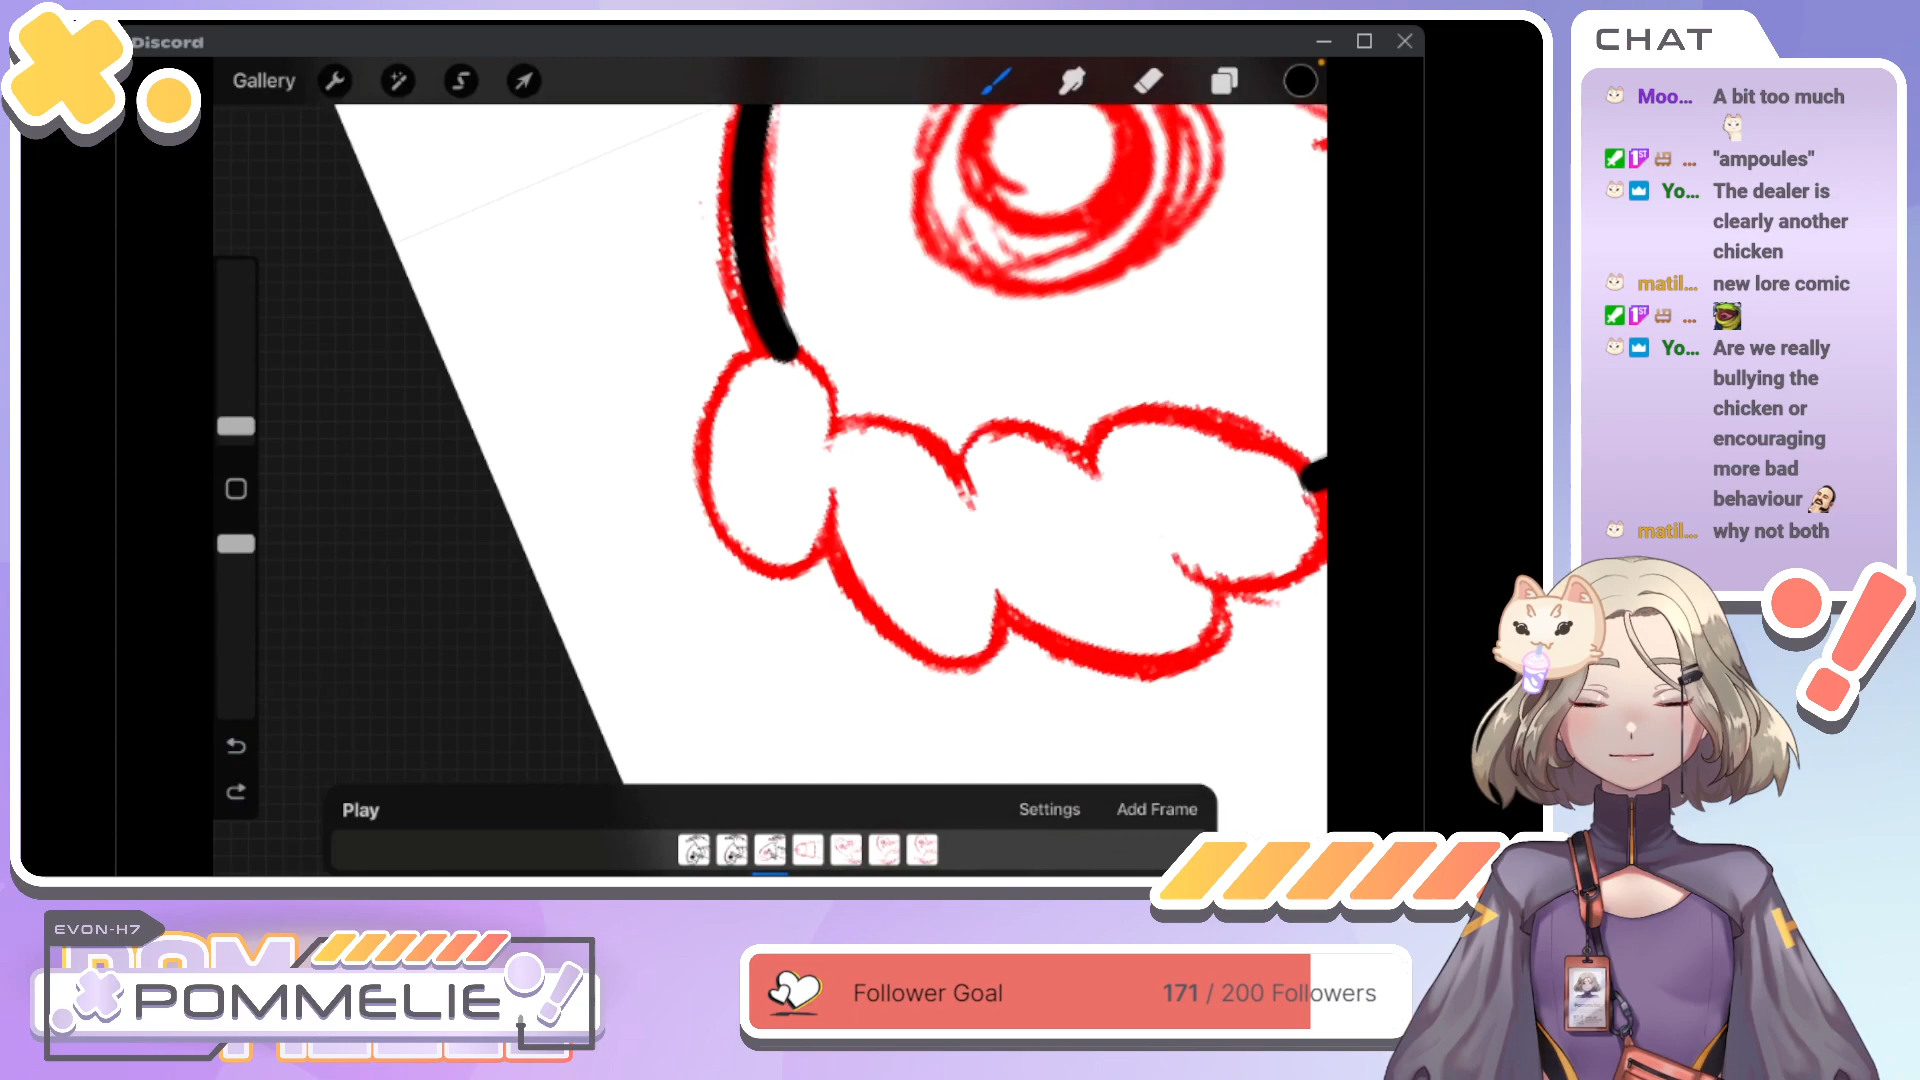 Discord
Gallery
Play
Settings
Add Frame
CHAT
Moo... A bit too much
1ST ... "ampoules"
Yo... The dealer is
clearly another
chicken
matil... new lore comic
1ST ...
Yo... Are we really
bullying the
chicken or
encouraging
more bad
behaviour
matil... why not both
EVON-H7
POMMELIE
Follower Goal
171 / 200 Followers